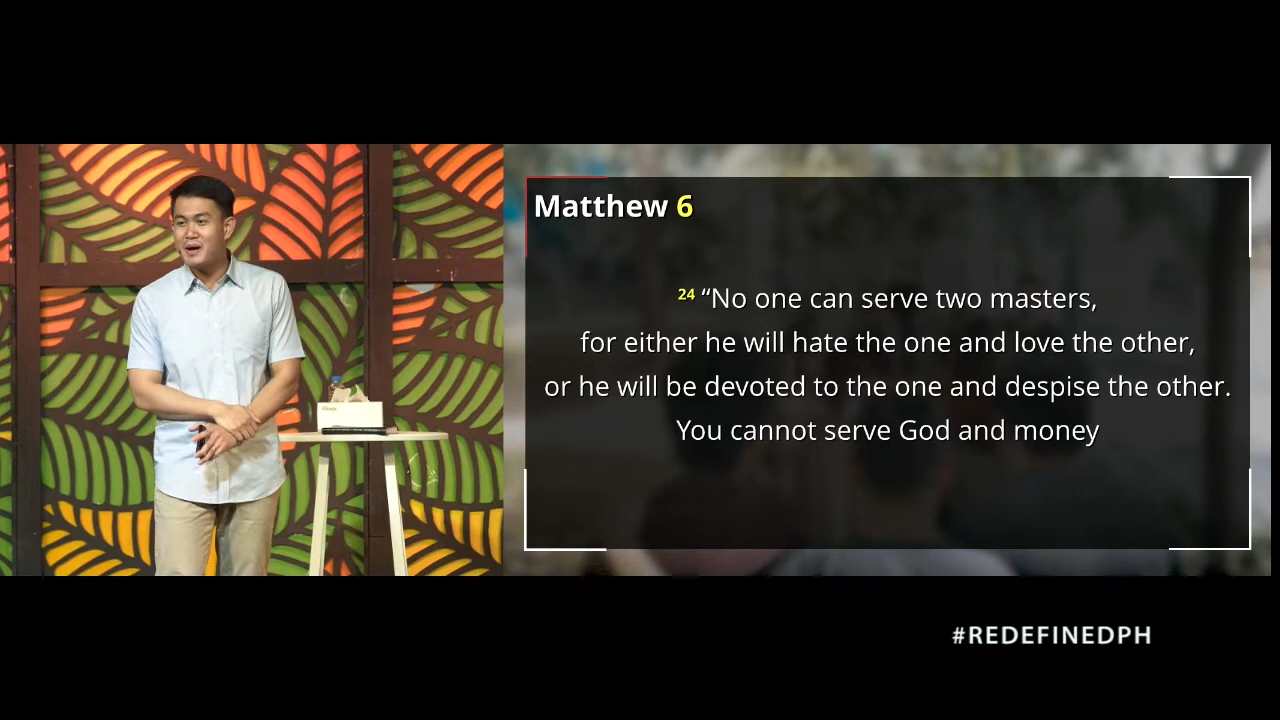 Matthew 6
24 “No one can serve two masters,
for either he will hate the one and love the other,
or he will be devoted to the one and despise the other.
You cannot serve God and money
#REDEFINEDPH